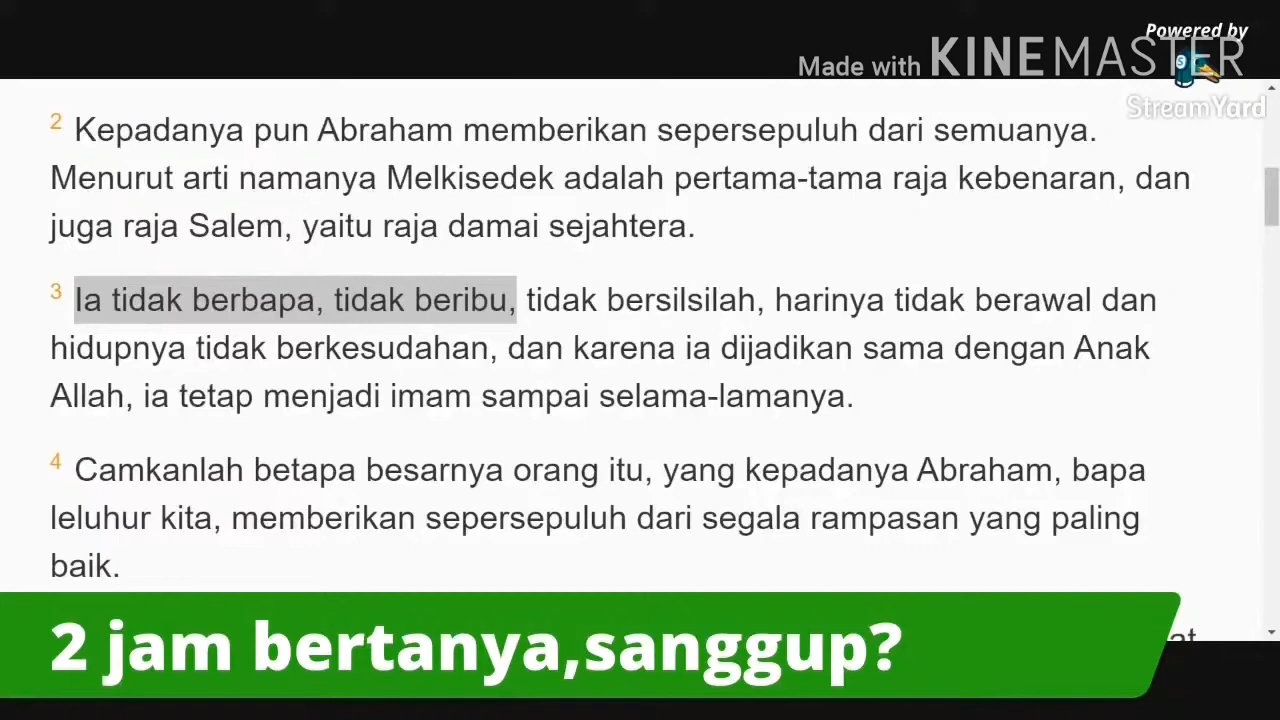 Powered by
Made with KINEMASTER
StreamYard
2 Kepadanya pun Abraham memberikan sepersepuluh dari semuanya.
Menurut arti namanya Melkisedek adalah pertama-tama raja kebenaran, dan
juga raja Salem, yaitu raja damai sejahtera.
3 Ia tidak berbapa, tidak beribu, tidak bersilsilah, harinya tidak berawal dan
hidupnya tidak berkesudahan, dan karena ia dijadikan sama dengan Anak
Allah, ia tetap menjadi imam sampai selama-lamanya.
4 Camkanlah betapa besarnya orang itu, yang kepadanya Abraham, bapa
leluhur kita, memberikan sepersepuluh dari segala rampasan yang paling
baik.
2 jam bertanya,sanggup?